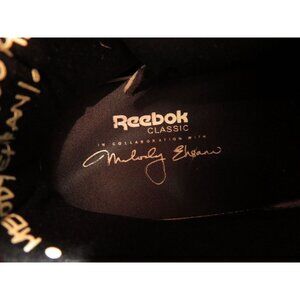 Reebok
CLASSIC
IN COLLABORATION WITH
Melody Ehsani